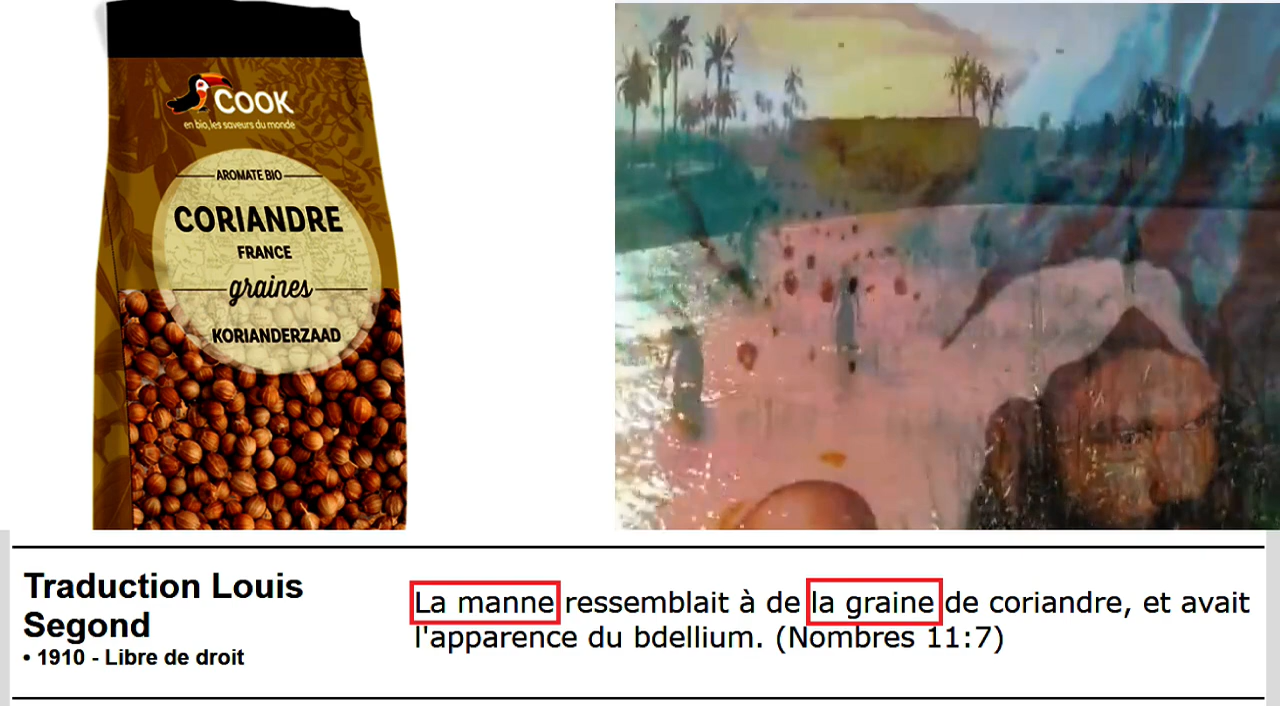 COOK
en bio, les saveurs du monde
AROMATE BIO
CORIANDRE
FRANCE
graines
KORIANDERZAAD
Traduction Louis
Segond
• 1910 - Libre de droit
La manne ressemblait à de la graine de coriandre, et avait
l'apparence du bdellium. (Nombres 11:7)